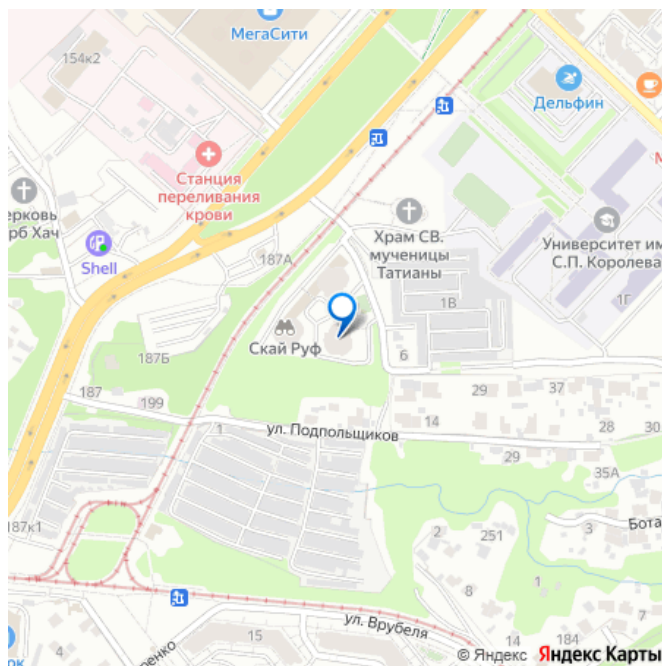 МегаСити
154к2
Дельфин
Станция
переливания
крови
ерковь
рб Хач
Shell
187А
Храм СВ.
мученицы
Татианы
Университет им
С.П. Королева
М
1В
1Г
Скай Руф
6
187Б
187
199
1
29
37
14
ул. Подпольщиков
28
30
29
35А
187к1
2
251
3
Бота
8
1
7
ул. Врубеля
15
ренко
14
184
ок
© Яндекс Яндекс Карты